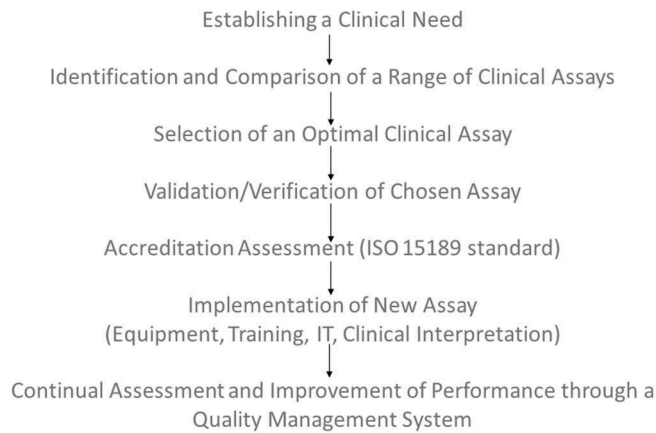 Establishing a Clinical Need
Identification and Comparison of a Range of Clinical Assays
Selection of an Optimal Clinical Assay
Validation/Verification of Chosen Assay
Accreditation Assessment (ISO 15189 standard)
Implementation of New Assay
(Equipment, Training, IT, Clinical Interpretation)
Continual Assessment and Improvement of Performance through a
Quality Management System